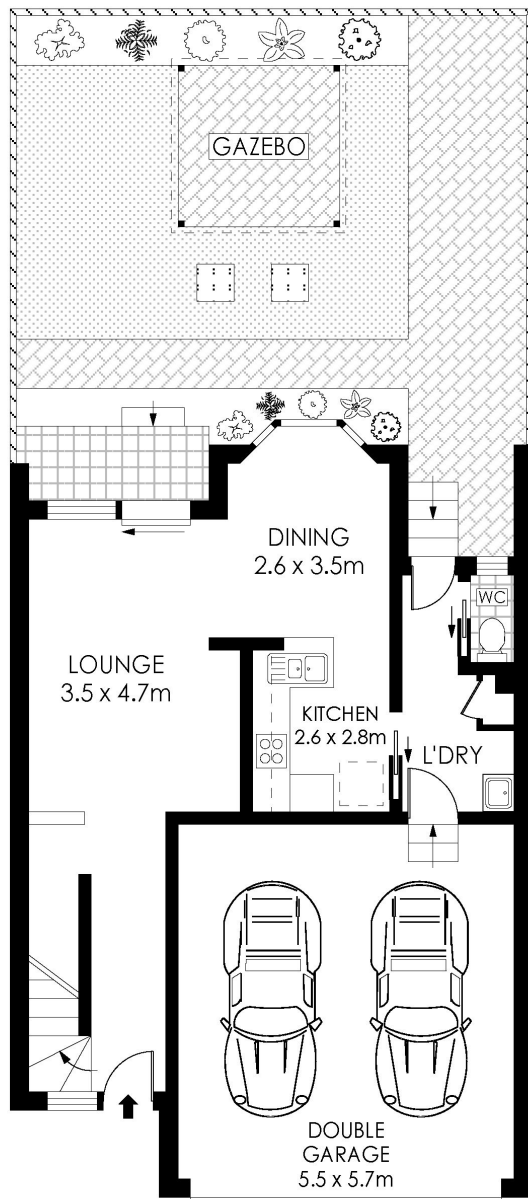 GAZEBO
DINING
2.6 x 3.5m
WC
LOUNGE
3.5 x 4.7m
KITCHEN
2.6 x 2.8m
L'DRY
DOUBLE
GARAGE
5.5 x 5.7m